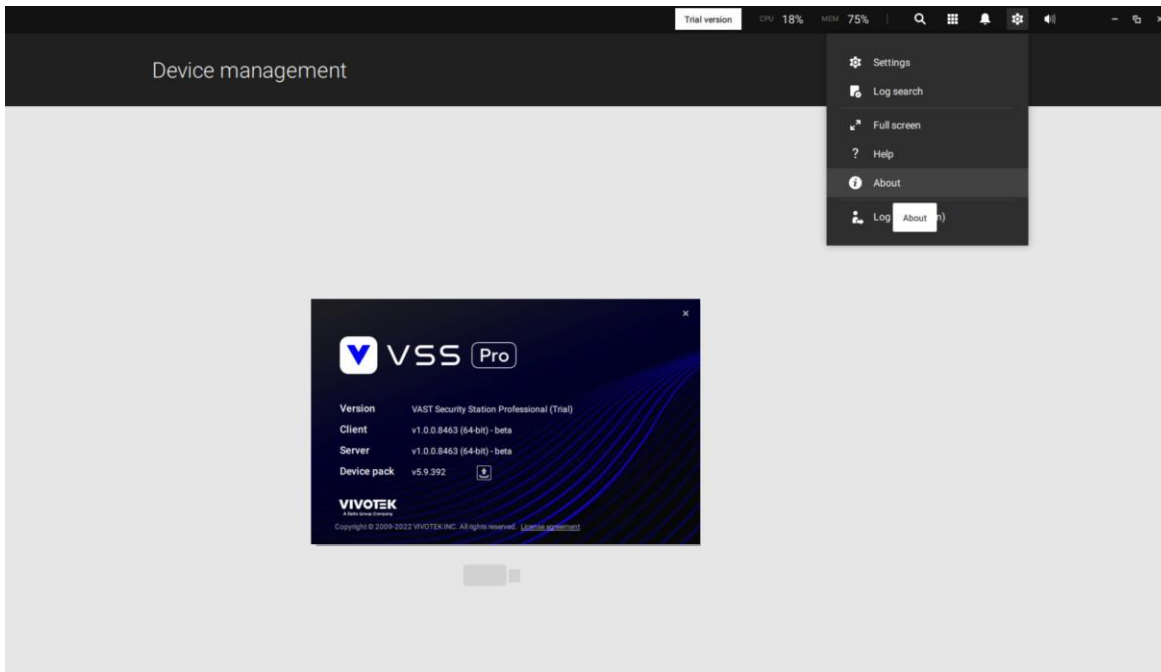 Trial version CPU 18% MEM 75%
Device management
Settings
Log search
Full screen
Help
About
Log n)
About
VSS Pro
Version VAST Security Station Professional (Trial)
Client v1.0.0.8463 (64-bit) - beta
Server v1.0.0.8463 (64-bit) - beta
Device pack v5.9.392
VIVOTEK
A Delta Group Company
Copyright © 2009-2022 VIVOTEK INC. All rights reserved. License agreement